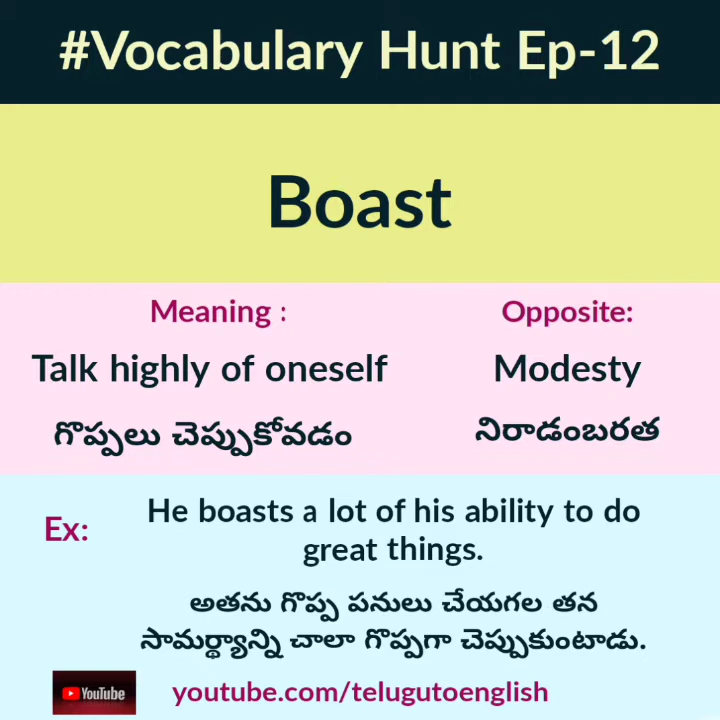 #Vocabulary Hunt Ep-12
Boast
Meaning :
Talk highly of oneself
గొప్పలు చెప్పుకోవడం
Opposite:
Modesty
నిరాడంబరత
Ex:
He boasts a lot of his ability to do
great things.
అతను గొప్ప పనులు చేయగల తన
సామర్థ్యాన్ని చాలా గొప్పగా చెప్పుకుంటాడు.
YouTube
youtube.com/telugutoenglish